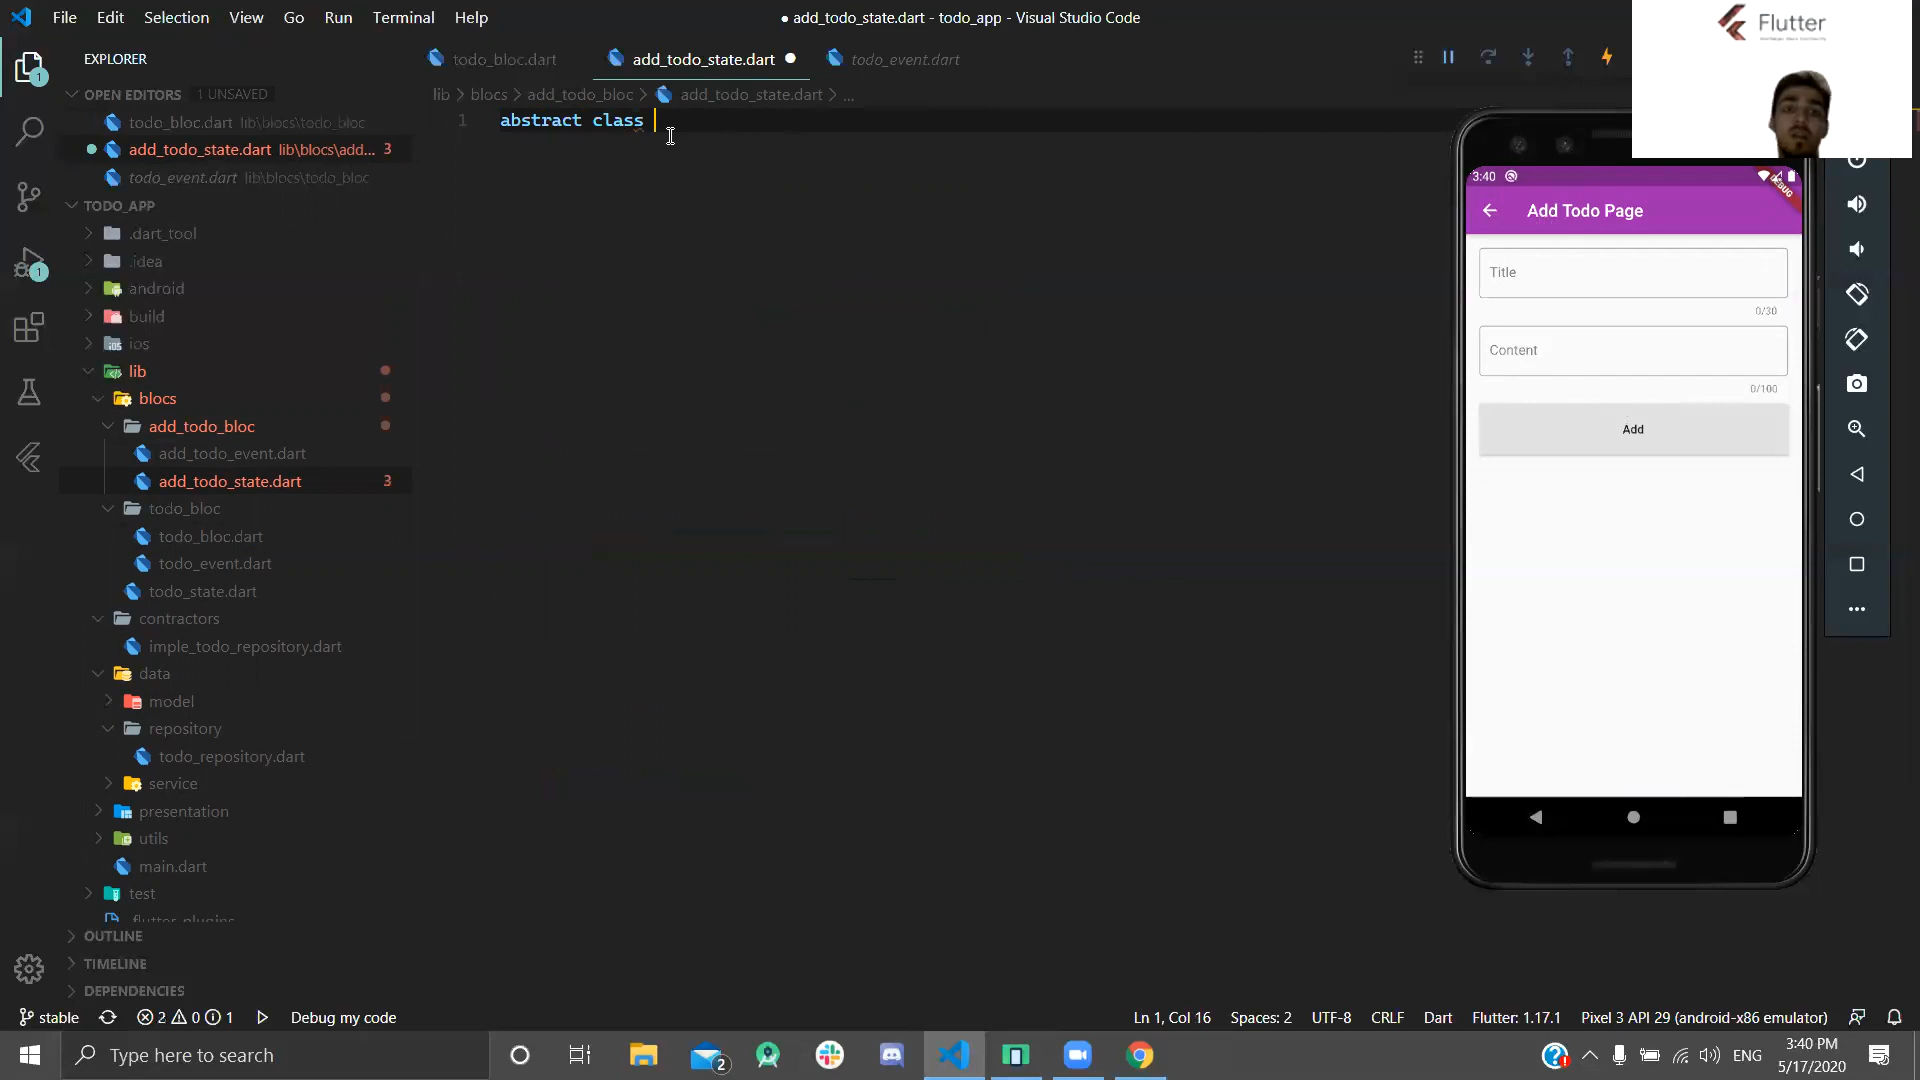 File Edit Selection View Go Run Terminal Help
● add_todo_state.dart - todo_app - Visual Studio Code
Flutter
EXPLORER
todo_bloc.dart
add_todo_state.dart
todo_event.dart
OPEN EDITORS 1 UNSAVED
lib > blocs > add_todo_bloc > add_todo_state.dart > ...
todo_bloc.dart lib\blocs\todo_bloc
add_todo_state.dart lib\blocs\add... 3
todo_event.dart lib\blocs\todo_bloc
1 abstract class
TODO_APP
.dart_tool
.idea
android
build
ios
lib
blocs
add_todo_bloc
add_todo_event.dart
add_todo_state.dart 3
todo_bloc
todo_bloc.dart
todo_event.dart
todo_state.dart
contractors
imple_todo_repository.dart
data
model
repository
todo_repository.dart
service
presentation
utils
main.dart
test
.flutter-plugins
OUTLINE
TIMELINE
DEPENDENCIES
3:40
DEBUG
Add Todo Page
Title
0/30
Content
0/100
Add
stable 2 0 1 Debug my code
Ln 1, Col 16 Spaces: 2 UTF-8 CRLF Dart Flutter: 1.17.1 Pixel 3 API 29 (android-x86 emulator)
Type here to search
2
ENG
3:40 PM
5/17/2020